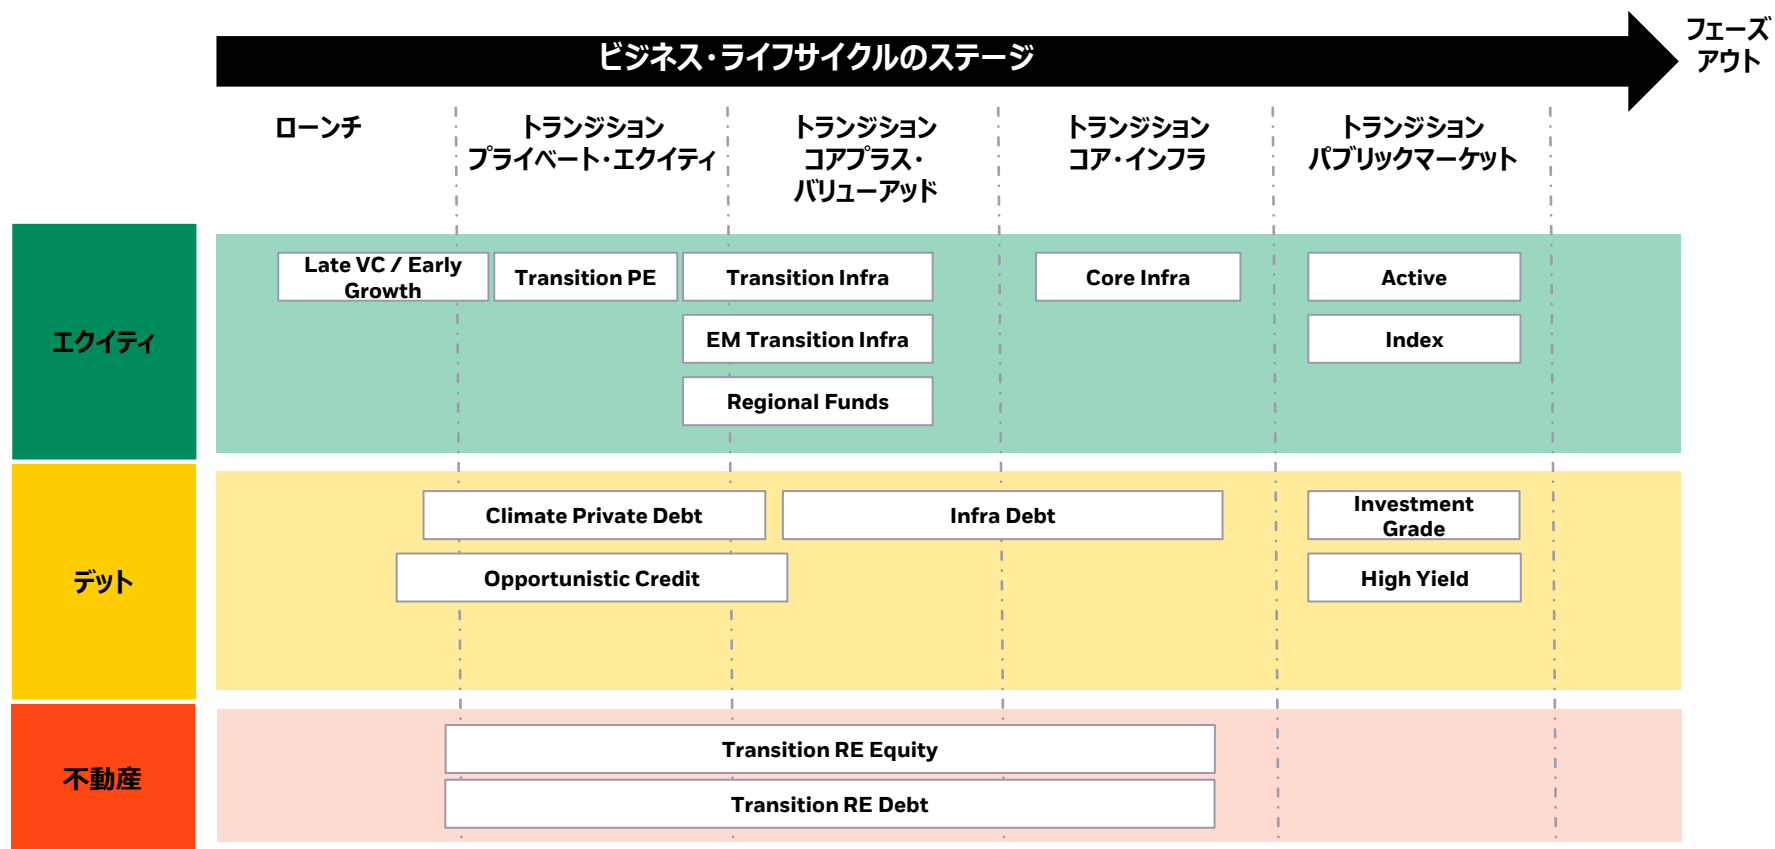 ビジネス・ライフサイクルのステージ
フェーズ
アウト
ローンチ
トランジション
プライベート・エクイティ
トランジション
コアプラス・
バリューアッド
トランジション
コア・インフラ
トランジション
パブリックマーケット
エクイティ
Late VC / Early
Growth
Transition PE
Transition Infra
Core Infra
Active
EM Transition Infra
Index
Regional Funds
デット
Climate Private Debt
Infra Debt
Investment
Grade
Opportunistic Credit
High Yield
不動産
Transition RE Equity
Transition RE Debt